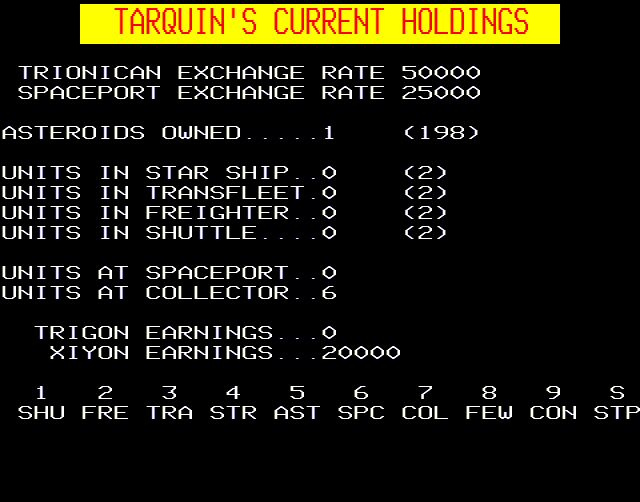 TARQUIN'S CURRENT HOLDINGS
TRIONICAN EXCHANGE RATE 50000
SPACEPORT EXCHANGE RATE 25000
ASTEROIDS OWNED.....1 (198)
UNITS IN STAR SHIP..0 (2)
UNITS IN TRANSFLEET.0 (2)
UNITS IN FREIGHTER..0 (2)
UNITS IN SHUTTLE....0 (2)
UNITS AT SPACEPORT..0
UNITS AT COLLECTOR..6
TRIGON EARNINGS...0
XIYON EARNINGS...20000
1 2 3 4 5 6 7 8 9 S
SHU FRE TRA STR AST SPC COL FEW CON STP